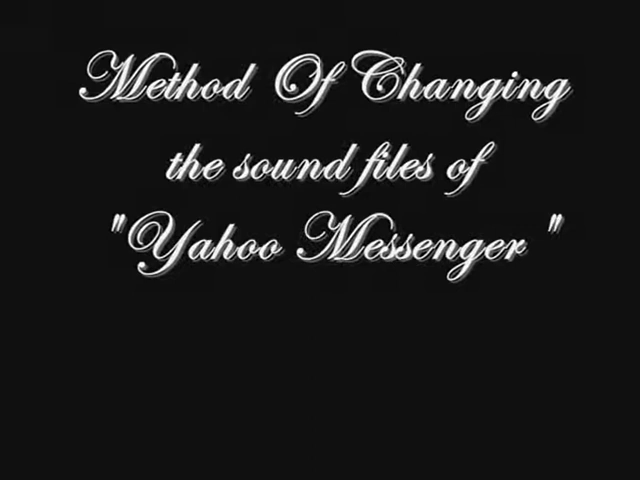 Method Of Changing
the sound files of
"Yahoo Messenger"